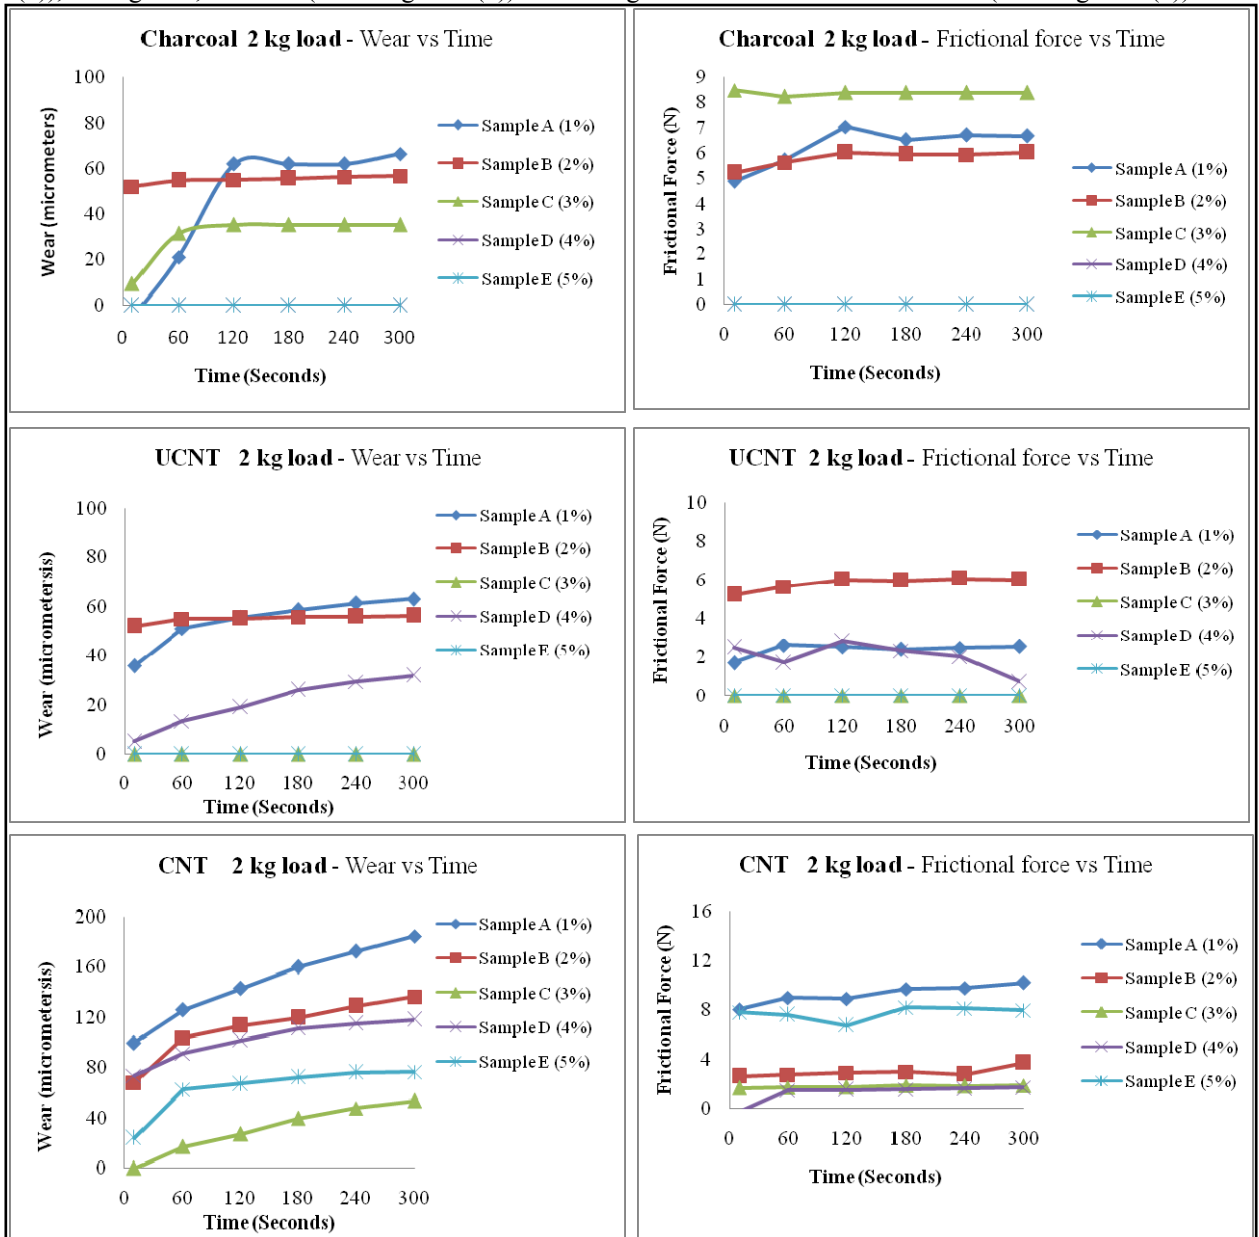 Charcoal 2 kg load - Wear vs Time
100
80
60
40
20
0
0 60 120 180 240 300
Wear (micrometers)
Time (Seconds)
Sample A (1%)
Sample B (2%)
Sample C (3%)
Sample D (4%)
Sample E (5%)
Charcoal 2 kg load - Frictional force vs Time
9
8
7
6
5
4
3
2
1
0
0 60 120 180 240 300
Frictional Force (N)
Time (Seconds)
Sample A (1%)
Sample B (2%)
Sample C (3%)
Sample D (4%)
Sample E (5%)
UCNT 2 kg load - Wear vs Time
100
80
60
40
20
0
0 60 120 180 240 300
Wear (micrometersis)
Time (Seconds)
Sample A (1%)
Sample B (2%)
Sample C (3%)
Sample D (4%)
Sample E (5%)
UCNT 2 kg load - Frictional force vs Time
10
8
6
4
2
0
0 60 120 180 240 300
Frictional Force (N)
Time (Seconds)
Sample A (1%)
Sample B (2%)
Sample C (3%)
Sample D (4%)
Sample E (5%)
CNT 2 kg load - Wear vs Time
200
160
120
80
40
0
0 60 120 180 240 300
Wear (micrometersis)
Time (Seconds)
Sample A (1%)
Sample B (2%)
Sample C (3%)
Sample D (4%)
Sample E (5%)
CNT 2 kg load - Frictional force vs Time
16
12
8
4
0
0 60 120 180 240 300
Frictional Force (N)
Time (Seconds)
Sample A (1%)
Sample B (2%)
Sample C (3%)
Sample D (4%)
Sample E (5%)